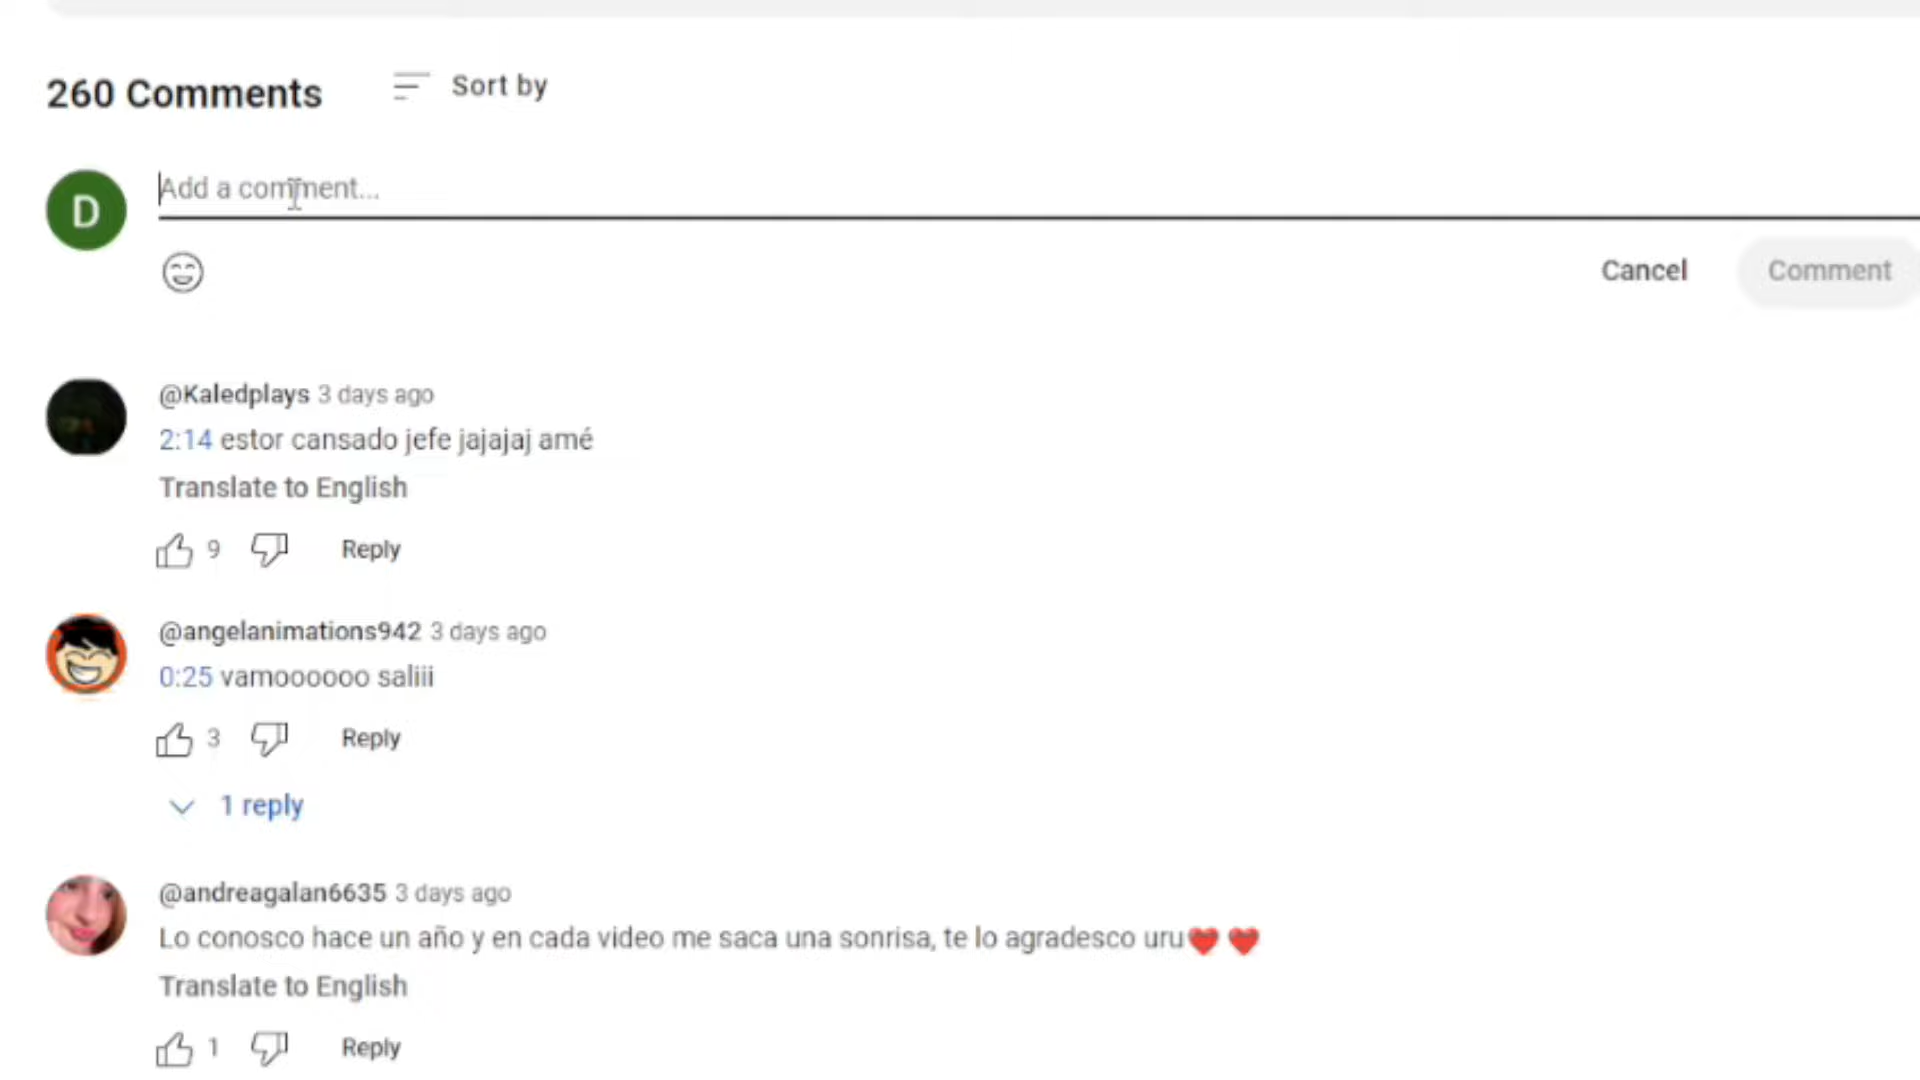 260 Comments
Sort by
D
Add a comment...
Cancel
Comment
@Kaledplays 3 days ago
2:14 estor cansado jefe jajajaj amé
Translate to English
9
Reply
@angelanimations942 3 days ago
0:25 vamoooooo saliii
3
Reply
1 reply
@andreagalan6635 3 days ago
Lo conosco hace un año y en cada video me saca una sonrisa, te lo agradesco uru❤️ ❤️
Translate to English
1
Reply